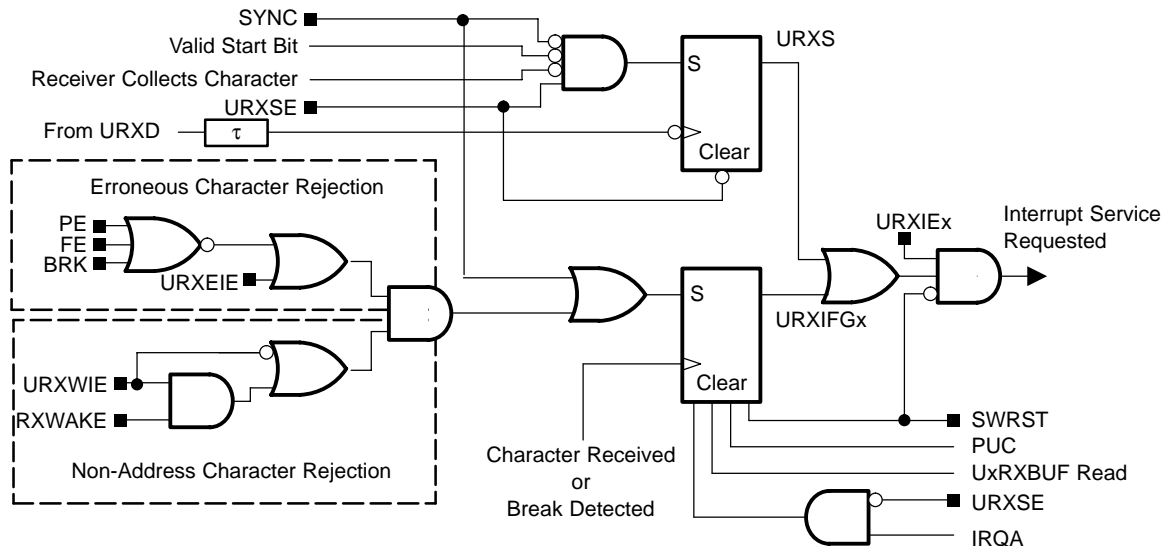 SYNC
Valid Start Bit
Receiver Collects Character
URXSE
From URXD
τ
S
URXS
Clear
Erroneous Character Rejection
PE
FE
BRK
URXEIE
URXWIE
RXWAKE
Non-Address Character Rejection
S
URXIFGx
Clear
Character Received
or
Break Detected
URXIEx
Interrupt Service
Requested
SWRST
PUC
UxRXBUF Read
URXSE
IRQA